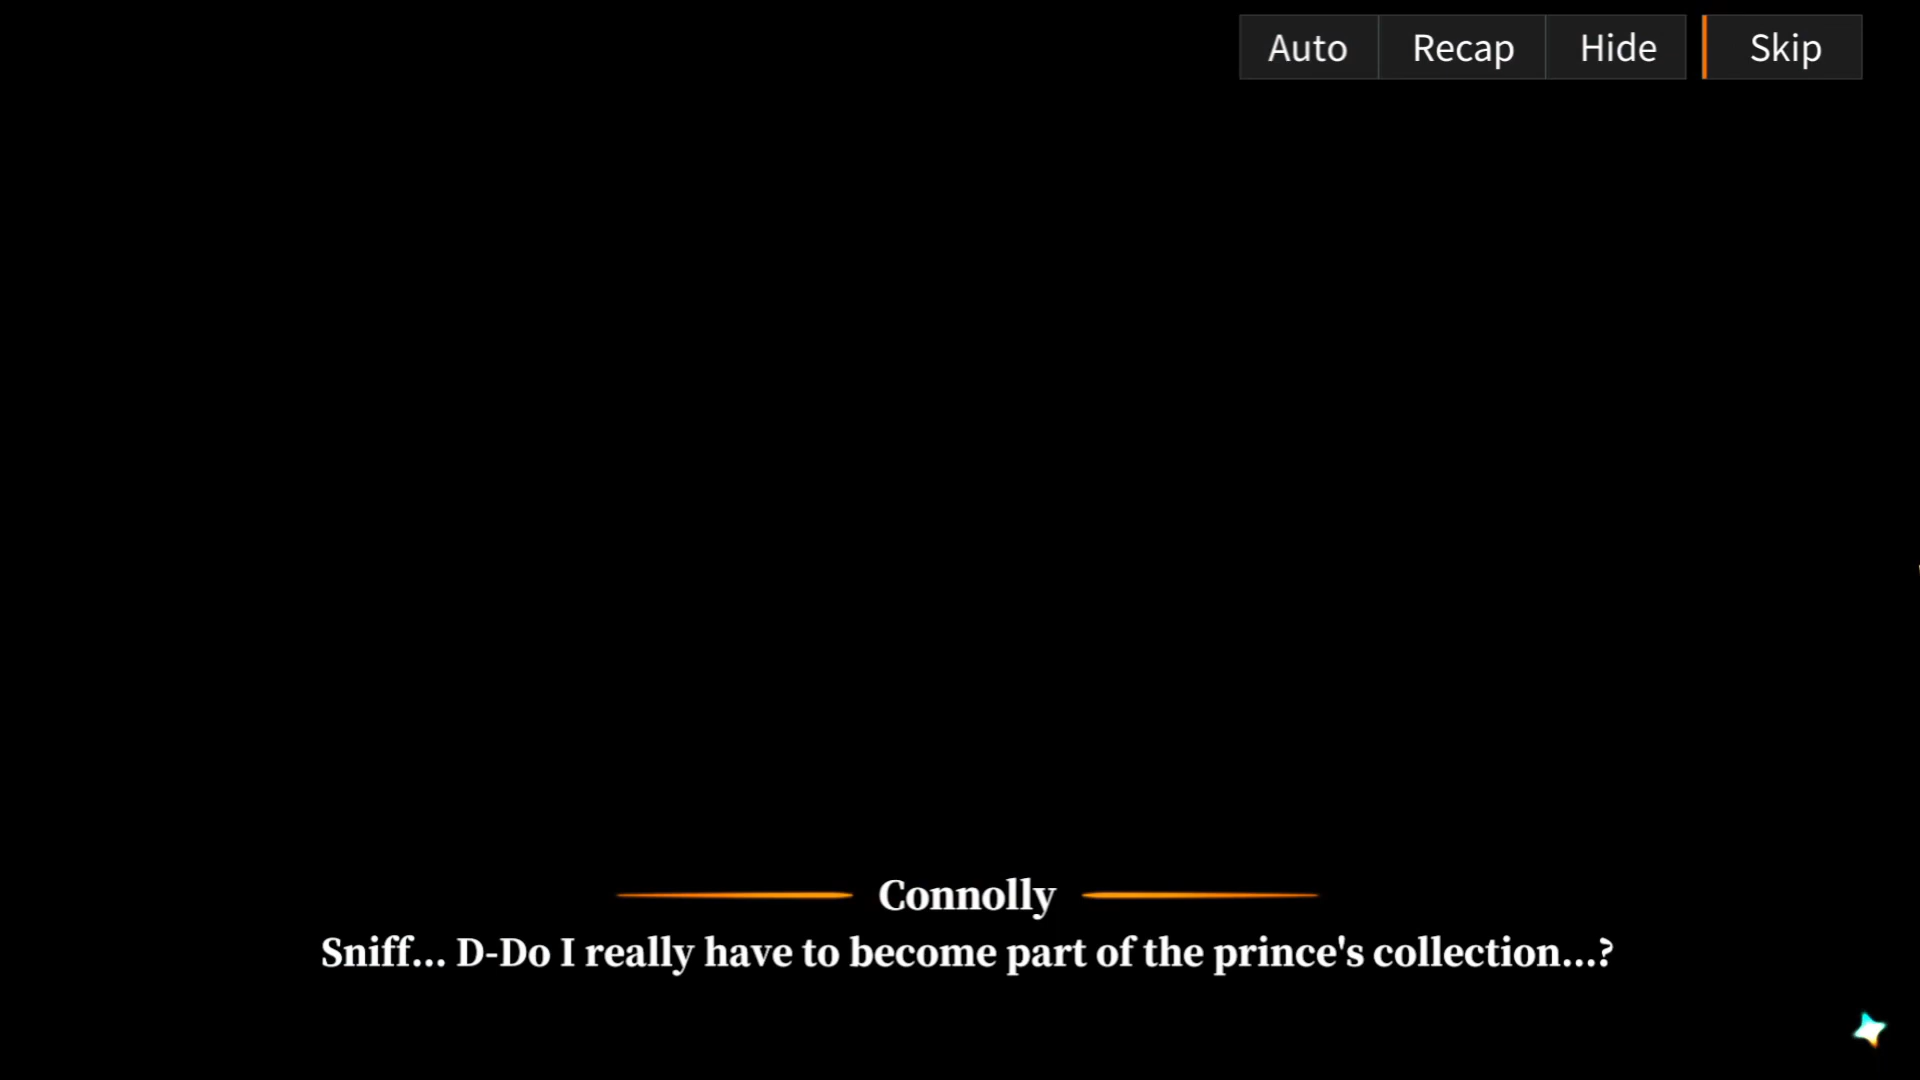 Auto Recap Hide Skip
Connolly
Sniff... D-Do I really have to become part of the prince's collection...?